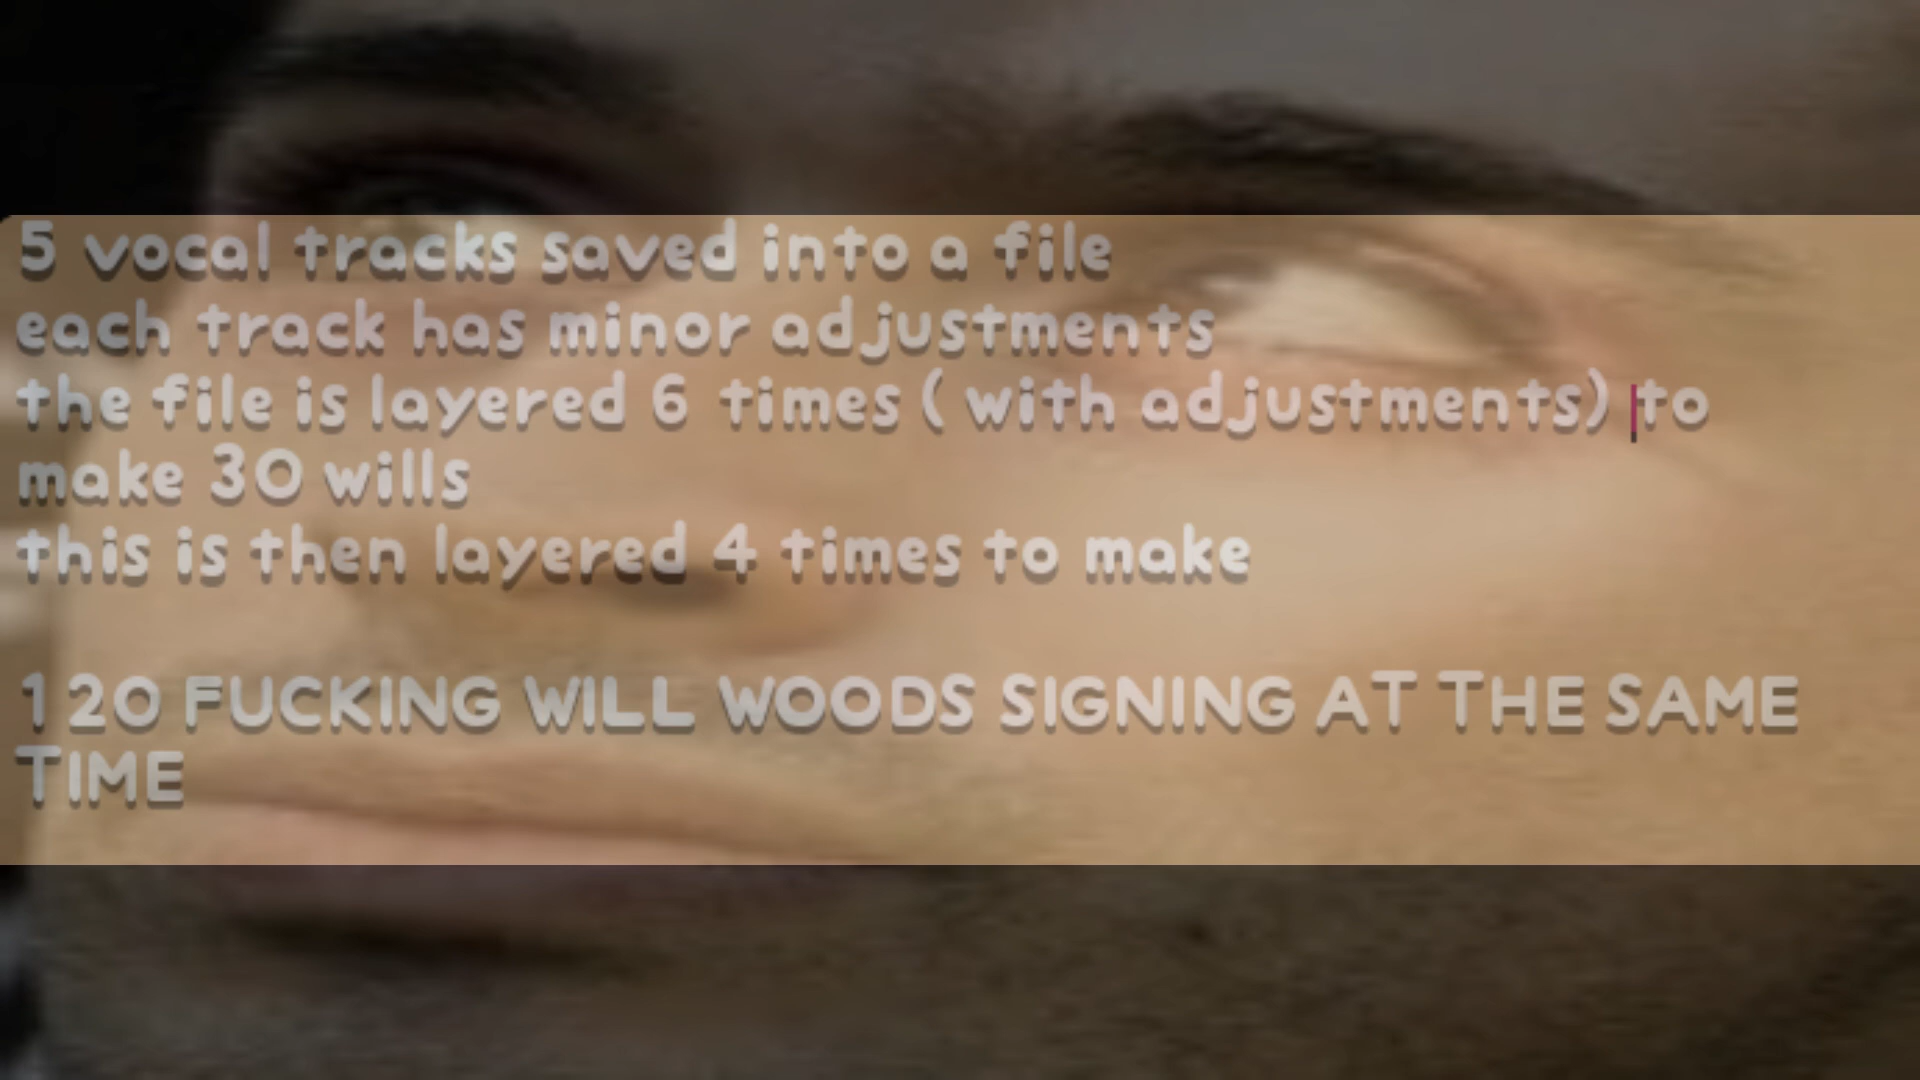 5 vocal tracks saved into a file
each track has minor adjustments
the file is layered 6 times ( with adjustments) to
make 30 wills
this is then layered 4 times to make
120 FUCKING WILL WOODS SIGNING AT THE SAME
TIME